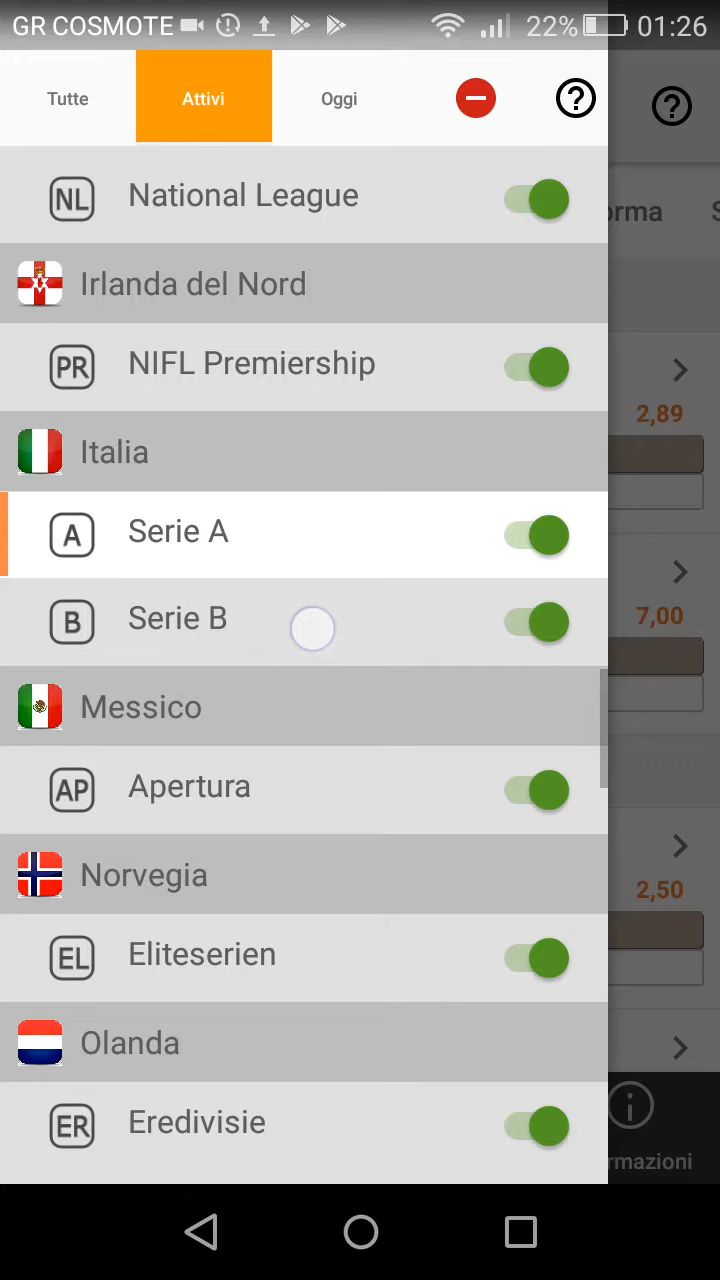 GR COSMOTE 22% 01:26
Tutte Attivi Oggi
NL National League
orma S
Irlanda del Nord
PR NIFL Premiership
2,89
Italia
A Serie A
B Serie B
7,00
Messico
AP Apertura
Norvegia
2,50
EL Eliteserien
Olanda
ER Eredivisie
rmazioni